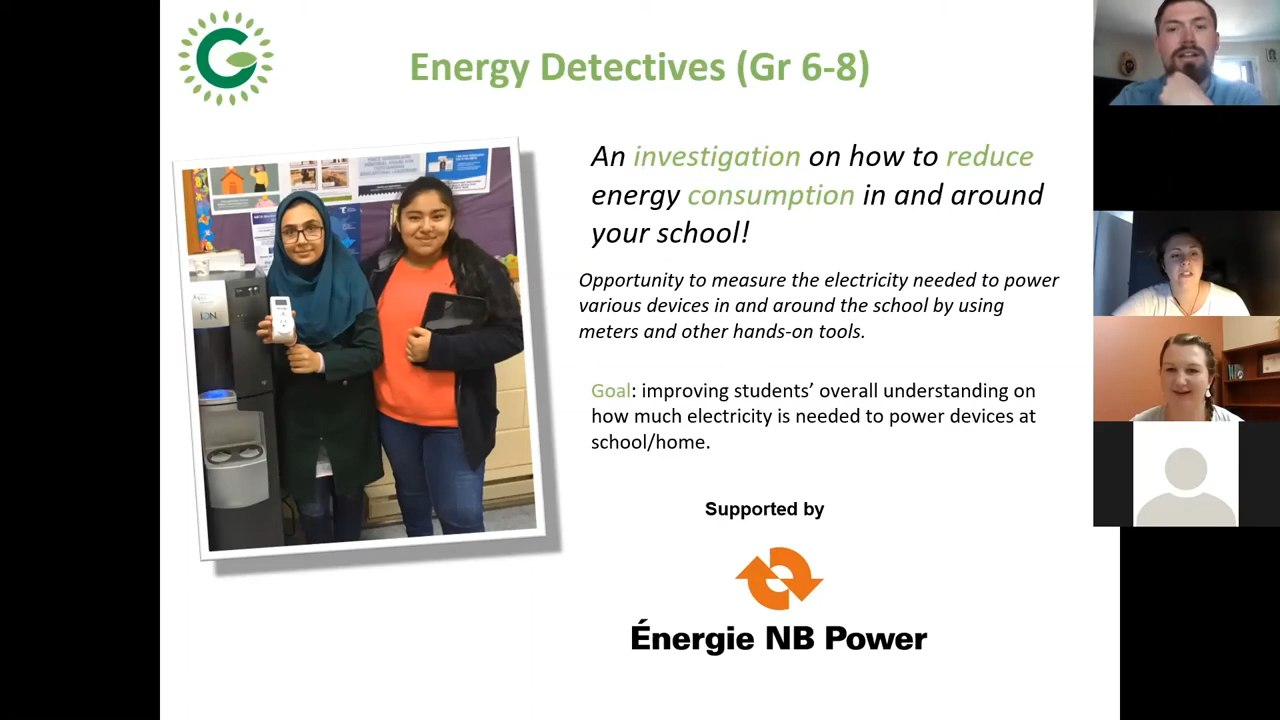 Energy Detectives (Gr 6-8)
An investigation on how to reduce
energy consumption in and around
your school!
Opportunity to measure the electricity needed to power
various devices in and around the school by using
meters and other hands-on tools.
Goal: improving students’ overall understanding on
how much electricity is needed to power devices at
school/home.
Supported by
Énergie NB Power